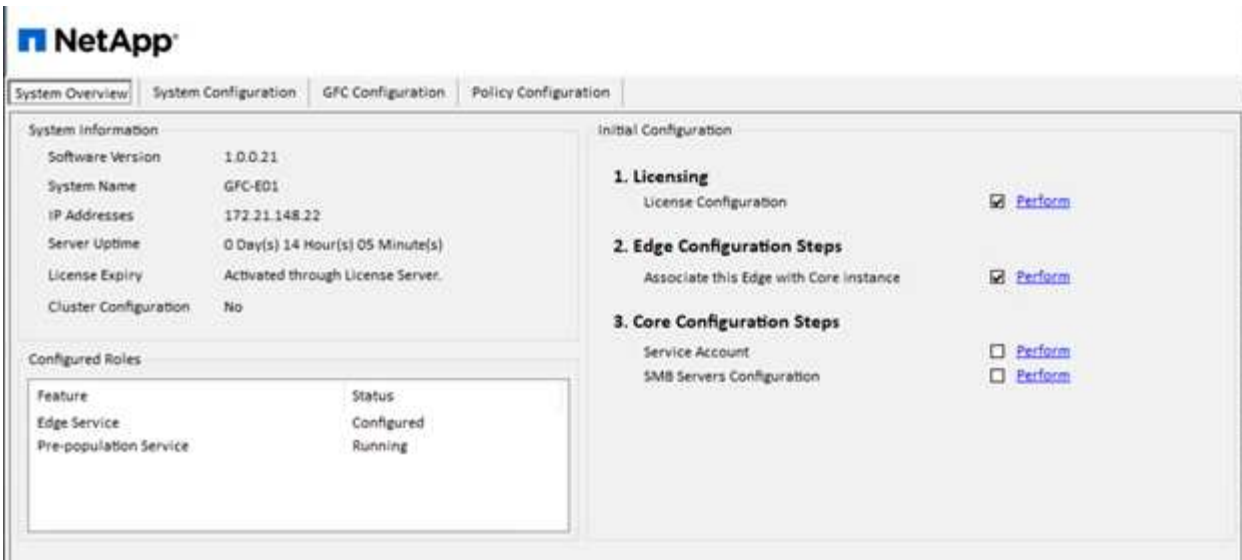 NetApp
System Overview System Configuration GFC Configuration Policy Configuration
System Information
Software Version 1.0.0.21
System Name GFC-E01
IP Addresses 172.21.148.22
Server Uptime 0 Day(s) 14 Hour(s) 05 Minute(s)
License Expiry Activated through License Server.
Cluster Configuration No
Configured Roles
Feature Status
Edge Service Configured
Pre-population Service Running
Initial Configuration
1. Licensing
License Configuration Perform
2. Edge Configuration Steps
Associate this Edge with Core instance Perform
3. Core Configuration Steps
Service Account Perform
SMB Servers Configuration Perform